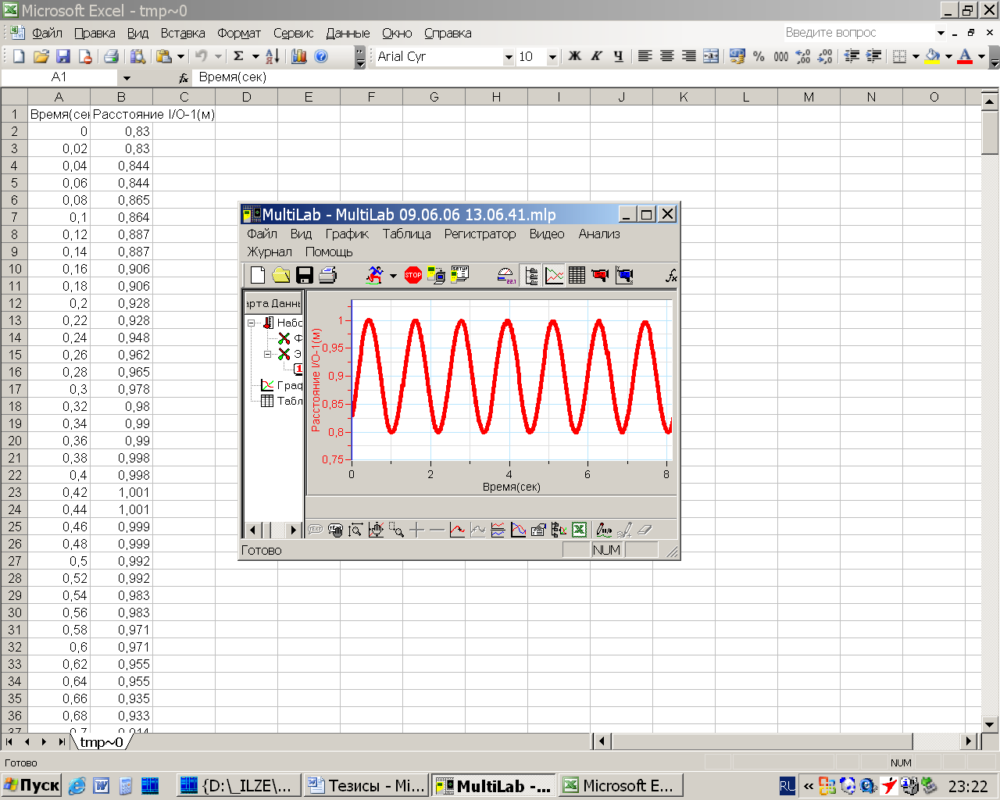 Microsoft Excel - tmp~0
Файл Правка Вид Вставка Формат Сервис Данные Окно Справка Введите вопрос
Arial Cyr 10 Ж К Ч
A1 fx Время(сек)
A B C D E F G H I J K L M N O
1 Время(сек Расстояние I/O-1(м)
2 0 0,83
3 0,02 0,83
4 0,04 0,844
5 0,06 0,844
6 0,08 0,865
7 0,1 0,864
8 0,12 0,887
9 0,14 0,887
10 0,16 0,906
11 0,18 0,906
12 0,2 0,928
13 0,22 0,928
14 0,24 0,948
15 0,26 0,962
16 0,28 0,965
17 0,3 0,978
18 0,32 0,98
19 0,34 0,99
20 0,36 0,99
21 0,38 0,998
22 0,4 0,998
23 0,42 1,001
24 0,44 1,001
25 0,46 0,999
26 0,48 0,999
27 0,5 0,992
28 0,52 0,992
29 0,54 0,983
30 0,56 0,983
31 0,58 0,971
32 0,6 0,971
33 0,62 0,955
34 0,64 0,955
35 0,66 0,935
36 0,68 0,933
37 0,7 0,914
MultiLab - MultiLab 09.06.06 13.06.41.mlp
Файл Вид График Таблица Регистратор Видео Анализ
Журнал Помощь
STOP SETUP 22.1 fx
арта Данн
Набо
Ф
Э
1
Граф
Табл
Расстояние I/O-1(м)
1
0,95
0,9
0,85
0,8
0,75
0 2 4 6 8
Время(сек)
TEXT TEXT
Готово NUM
tmp~0
Готово NUM
Пуск {D:\_ILZE\... Тезисы - Mi... MultiLab -... Microsoft E... RL « 23:22